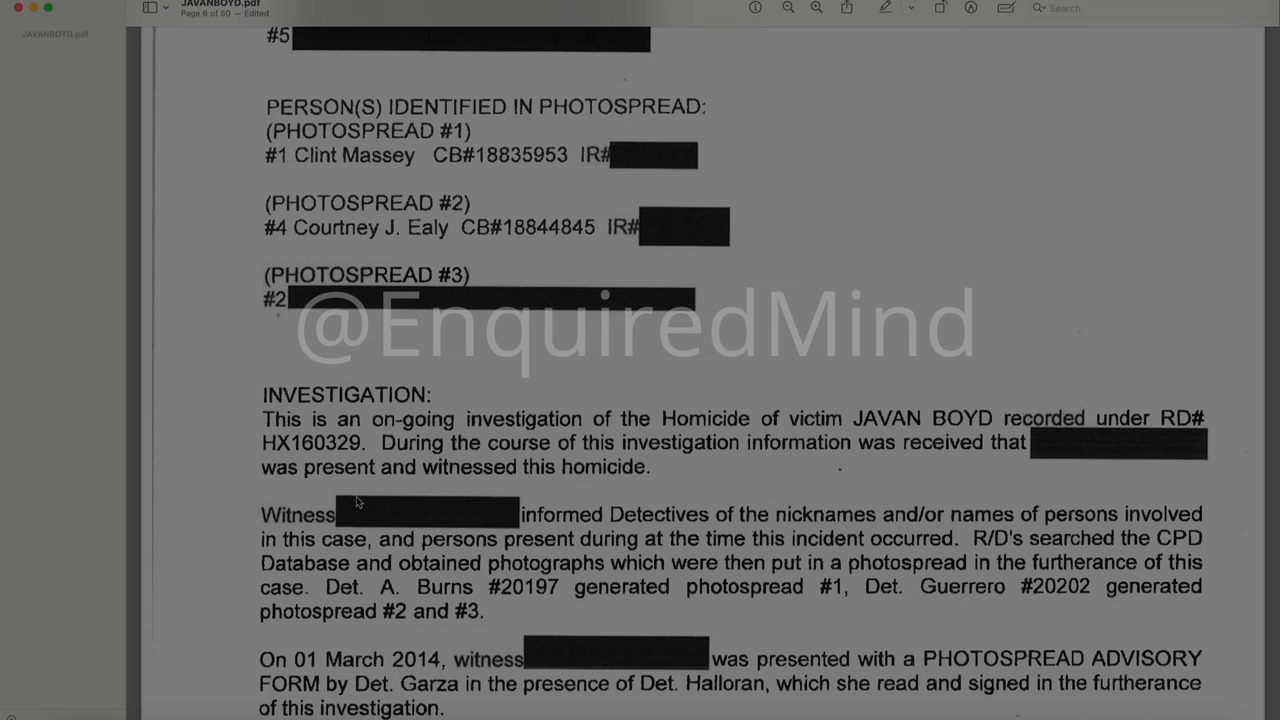 JAVANBOYD.pdf
Page 6 of 50 — Edited
Search
JAVANBOYD.pdf
#5
PERSON(S) IDENTIFIED IN PHOTOSPREAD:
(PHOTOSPREAD #1)
#1 Clint Massey CB#18835953 IR#
(PHOTOSPREAD #2)
#4 Courtney J. Ealy CB#18844845 IR#
(PHOTOSPREAD #3)
#2
@EnquiredMind
INVESTIGATION:
This is an on-going investigation of the Homicide of victim JAVAN BOYD recorded under RD#
HX160329. During the course of this investigation information was received that
was present and witnessed this homicide.
Witness informed Detectives of the nicknames and/or names of persons involved
in this case, and persons present during at the time this incident occurred. R/D's searched the CPD
Database and obtained photographs which were then put in a photospread in the furtherance of this
case. Det. A. Burns #20197 generated photospread #1, Det. Guerrero #20202 generated
photospread #2 and #3.
On 01 March 2014, witness was presented with a PHOTOSPREAD ADVISORY
FORM by Det. Garza in the presence of Det. Halloran, which she read and signed in the furtherance
of this investigation.